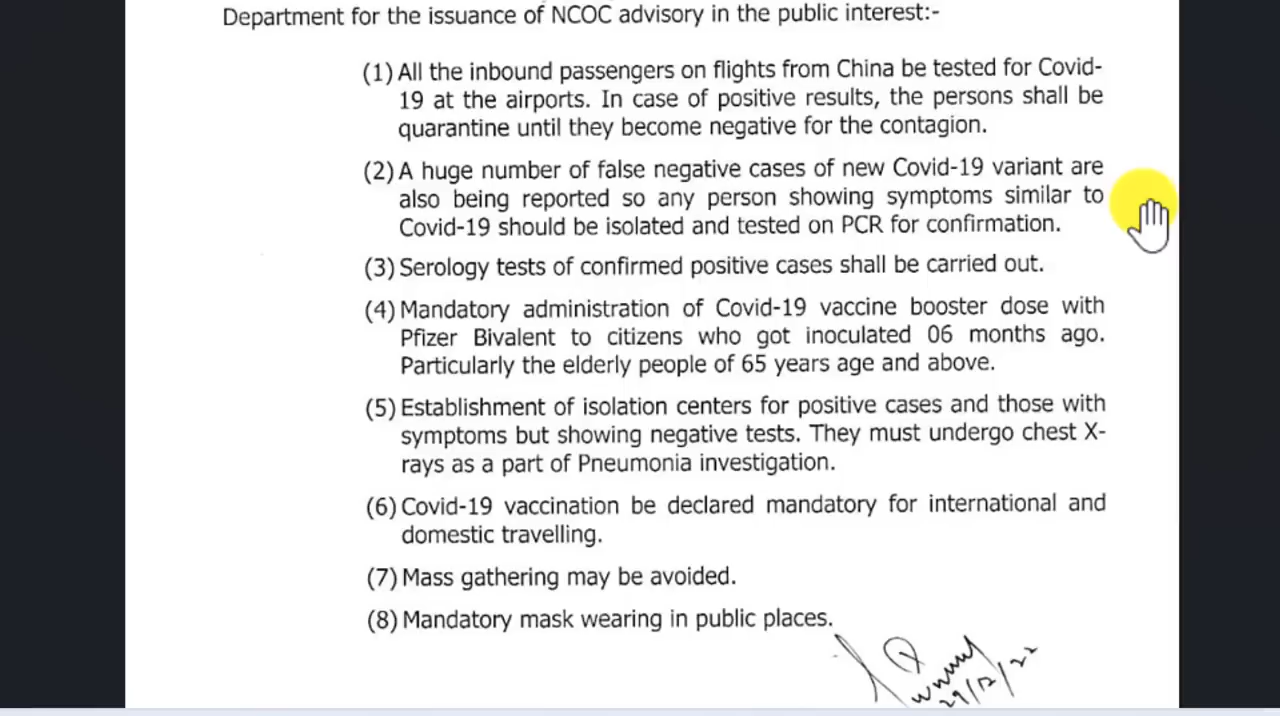 Department for the issuance of NCOC advisory in the public interest:-
(1) All the inbound passengers on flights from China be tested for Covid-
19 at the airports. In case of positive results, the persons shall be
quarantine until they become negative for the contagion.
(2) A huge number of false negative cases of new Covid-19 variant are
also being reported so any person showing symptoms similar to
Covid-19 should be isolated and tested on PCR for confirmation.
(3) Serology tests of confirmed positive cases shall be carried out.
(4) Mandatory administration of Covid-19 vaccine booster dose with
Pfizer Bivalent to citizens who got inoculated 06 months ago.
Particularly the elderly people of 65 years age and above.
(5) Establishment of isolation centers for positive cases and those with
symptoms but showing negative tests. They must undergo chest X-
rays as a part of Pneumonia investigation.
(6) Covid-19 vaccination be declared mandatory for international and
domestic travelling.
(7) Mass gathering may be avoided.
(8) Mandatory mask wearing in public places.
29/12/22